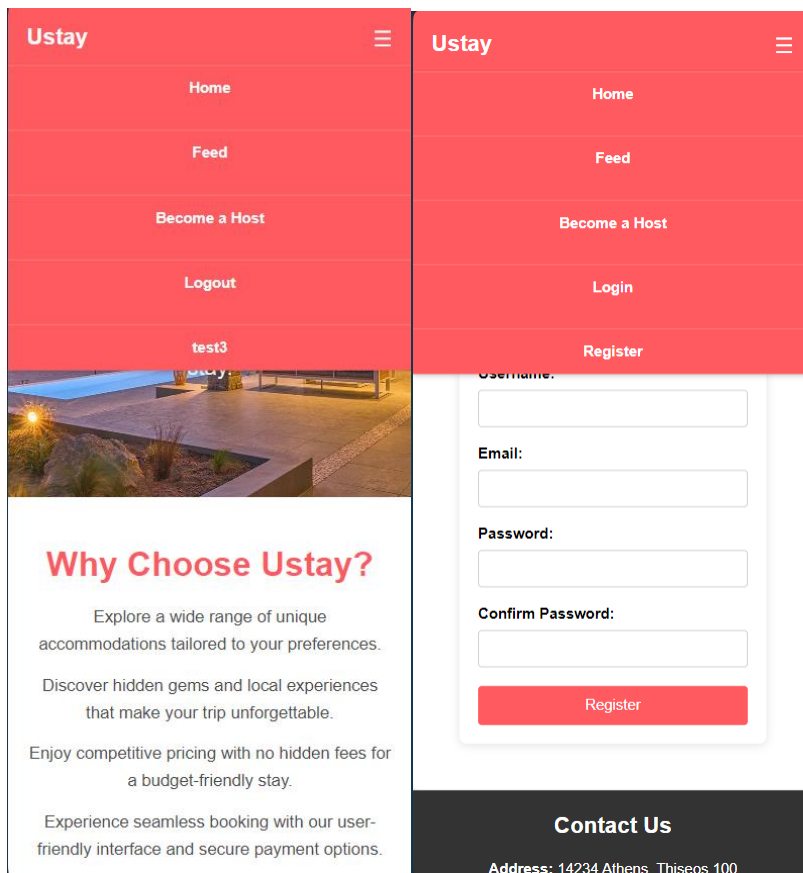 Ustay
☰
Home
Feed
Become a Host
Logout
test3
stay.
Why Choose Ustay?
Explore a wide range of unique
accommodations tailored to your preferences.
Discover hidden gems and local experiences
that make your trip unforgettable.
Enjoy competitive pricing with no hidden fees for
a budget-friendly stay.
Experience seamless booking with our user-
friendly interface and secure payment options.
Ustay
☰
Home
Feed
Become a Host
Login
Register
Username:
Email:
Password:
Confirm Password:
Register
Contact Us
Address: 14234 Athens, Thiseos 100